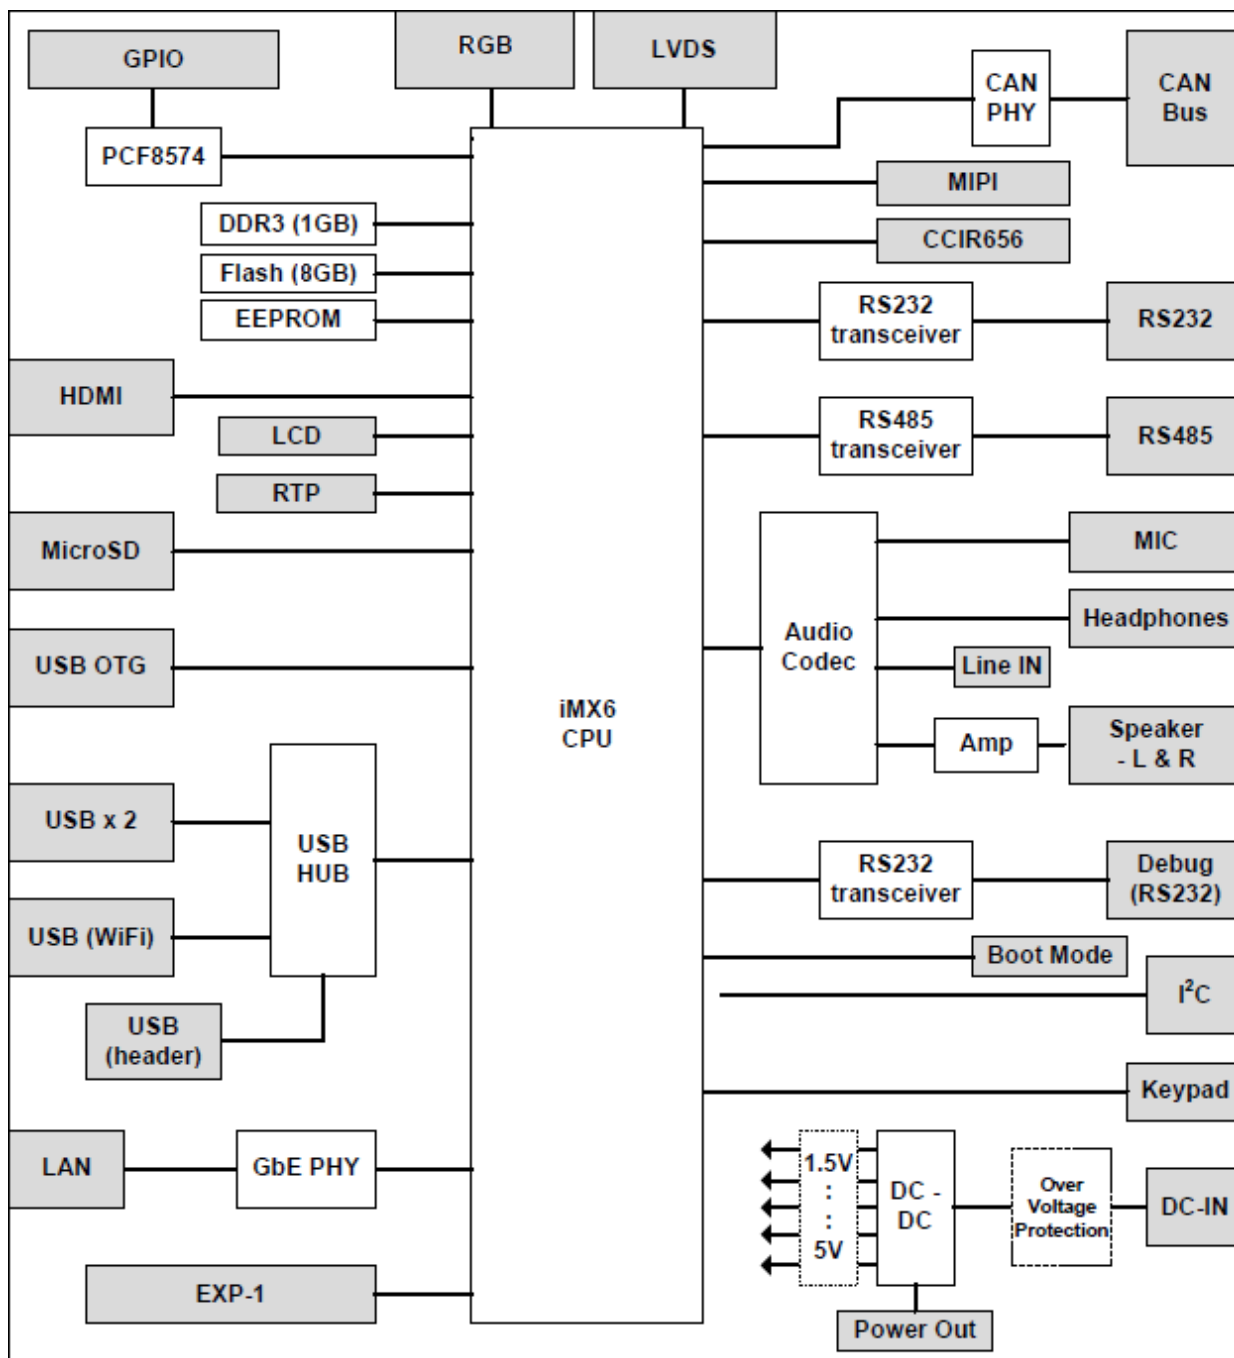 RGB
LVDS
GPIO
CAN
PHY
CAN
Bus
PCF8574
MIPI
DDR3 (1GB)
CCIR656
Flash (8GB)
EEPROM
RS232
transceiver
RS232
HDMI
LCD
RS485
transceiver
RS485
RTP
MicroSD
MIC
Audio
Codec
Headphones
USB OTG
Line IN
iMX6
CPU
Amp
Speaker
- L & R
USB x 2
USB
HUB
RS232
transceiver
Debug
(RS232)
USB (WiFi)
Boot Mode
I²C
USB
(header)
Keypad
LAN
GbE PHY
1.5V
:
:
5V
DC -
DC
Over
Voltage
Protection
DC-IN
EXP-1
Power Out